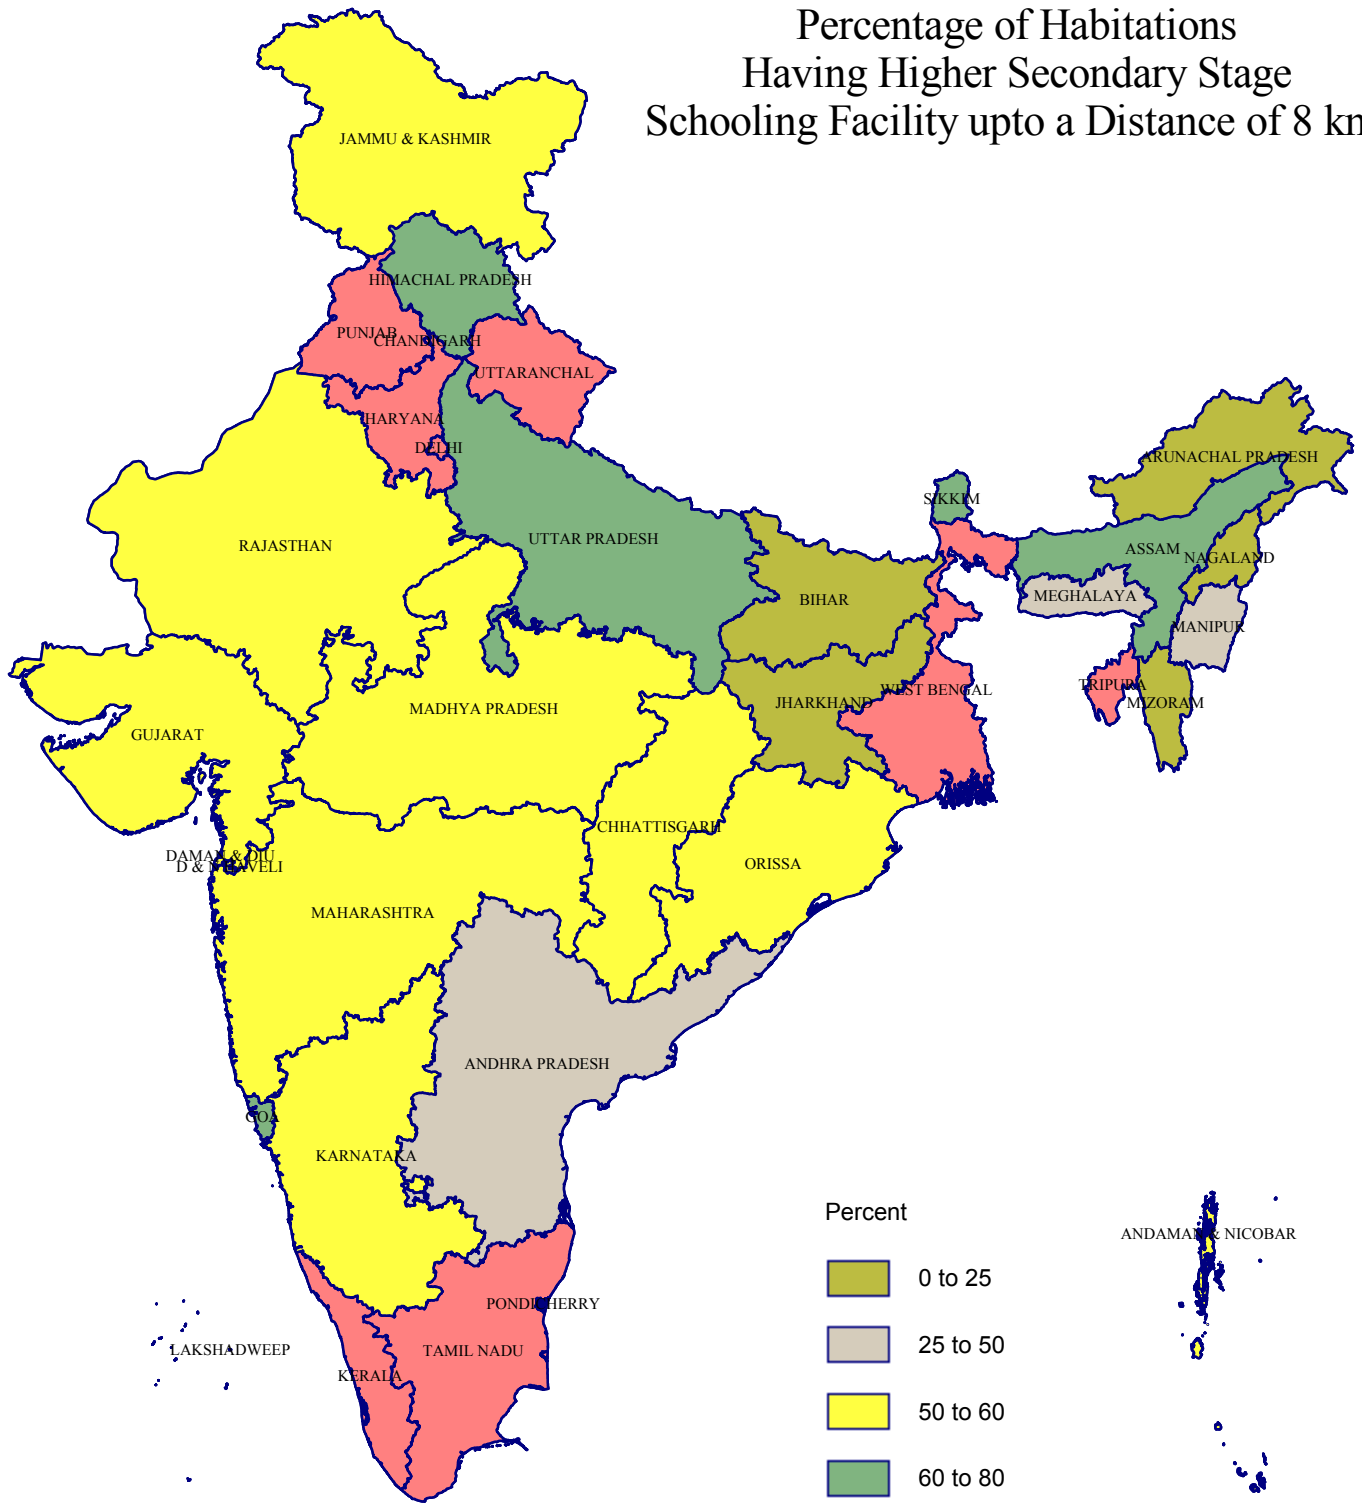 Percentage of Habitations
Having Higher Secondary Stage
Schooling Facility upto a Distance of 8 km
JAMMU & KASHMIR
HIMACHAL PRADESH
PUNJAB
CHANDIGARH
UTTARANCHAL
HARYANA
DELHI
ARUNACHAL PRADESH
SIKKIM
UTTAR PRADESH
RAJASTHAN
ASSAM
NAGALAND
BIHAR
MEGHALAYA
MANIPUR
TRIPURA
WEST BENGAL
JHARKHAND
MIZORAM
MADHYA PRADESH
GUJARAT
CHHATTISGARH
DAMAN & DIU
D & N HAVELI
ORISSA
MAHARASHTRA
ANDHRA PRADESH
GOA
KARNATAKA
Percent
ANDAMAN & NICOBAR
0 to 25
PONDICHERRY
25 to 50
LAKSHADWEEP
TAMIL NADU
KERALA
50 to 60
60 to 80